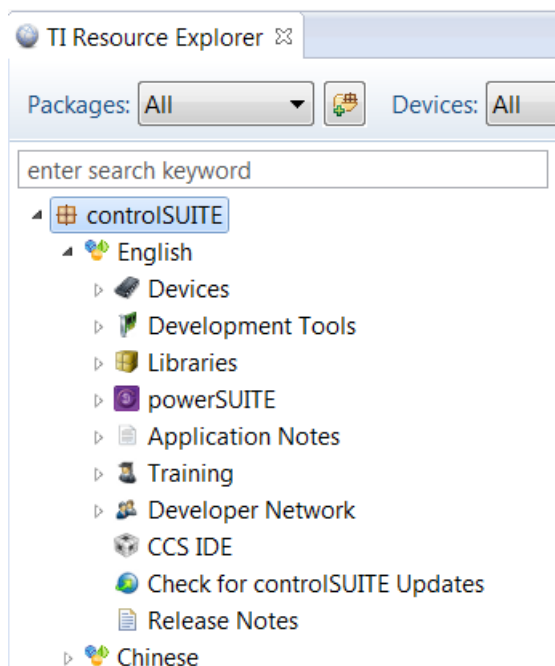 TI Resource Explorer
Packages: All Devices: All
enter search keyword
controlSUITE
English
Devices
Development Tools
Libraries
powerSUITE
Application Notes
Training
Developer Network
CCS IDE
Check for controlSUITE Updates
Release Notes
Chinese